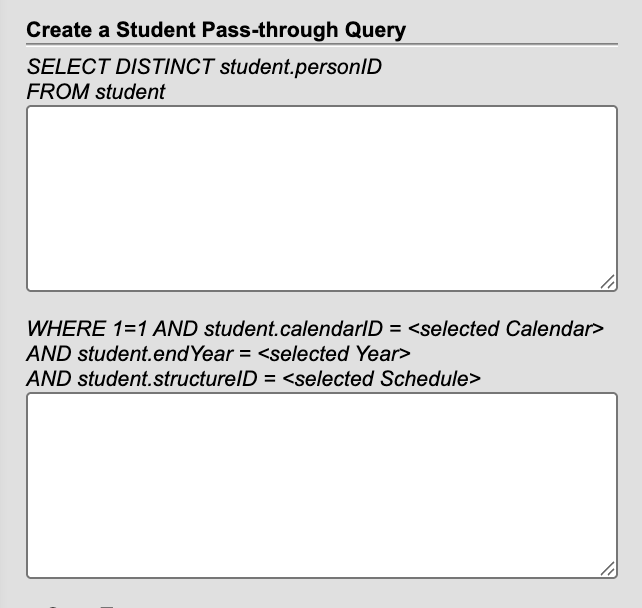 Create a Student Pass-through Query
SELECT DISTINCT student.personID
FROM student
WHERE 1=1 AND student.calendarID = <selected Calendar>
AND student.endYear = <selected Year>
AND student.structureID = <selected Schedule>